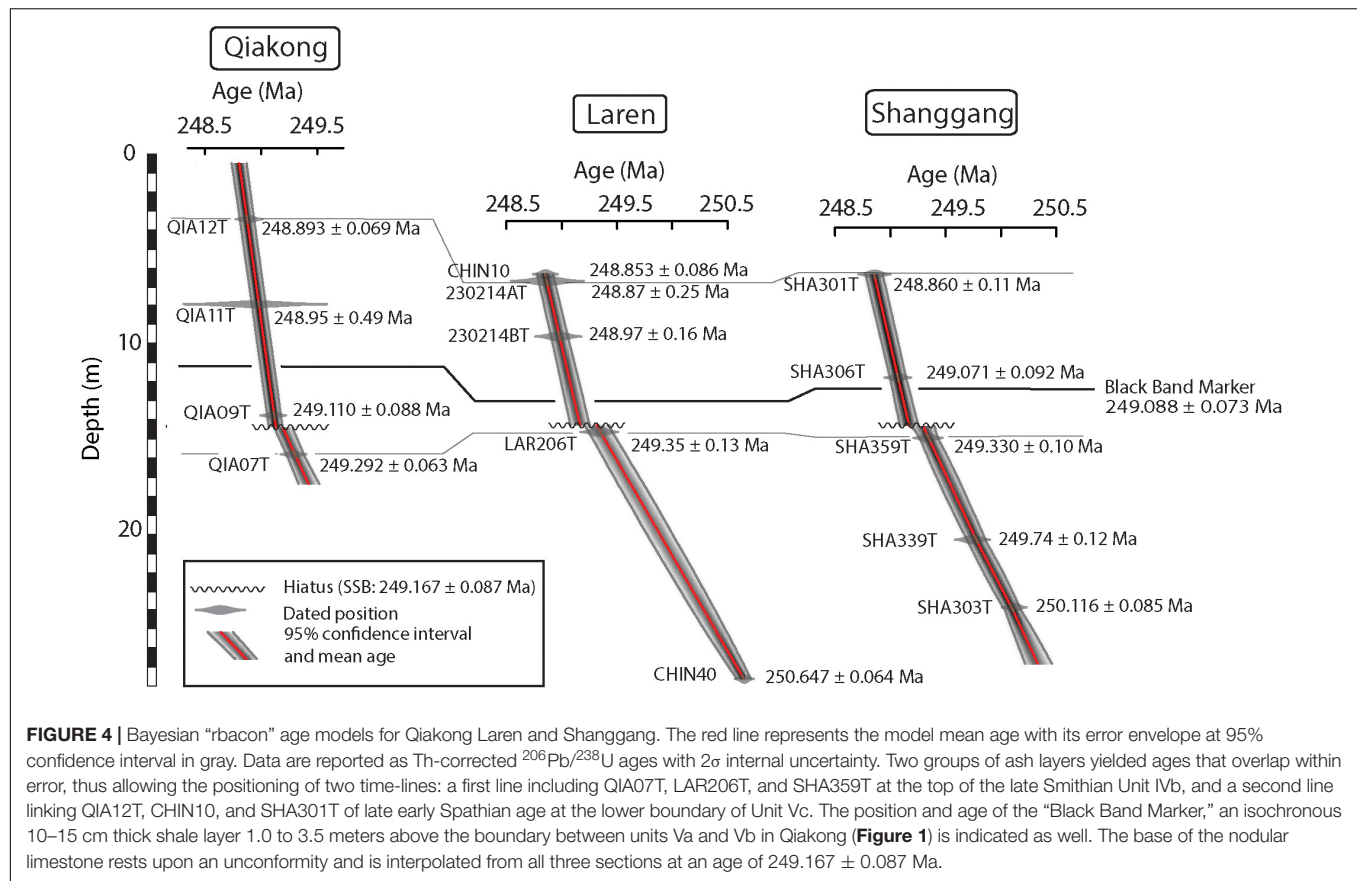 Qiakong
Age (Ma)
248.5 249.5
Laren
Age (Ma)
248.5 249.5 250.5
Shanggang
Age (Ma)
248.5 249.5 250.5
Depth (m)
0
10
20
QIA12T 248.893 ± 0.069 Ma
QIA11T 248.95 ± 0.49 Ma
QIA09T 249.110 ± 0.088 Ma
QIA07T 249.292 ± 0.063 Ma
CHIN10 248.853 ± 0.086 Ma
230214AT 248.87 ± 0.25 Ma
230214BT 248.97 ± 0.16 Ma
LAR206T 249.35 ± 0.13 Ma
CHIN40 250.647 ± 0.064 Ma
SHA301T 248.860 ± 0.11 Ma
SHA306T 249.071 ± 0.092 Ma
Black Band Marker
249.088 ± 0.073 Ma
SHA359T 249.330 ± 0.10 Ma
SHA339T 249.74 ± 0.12 Ma
SHA303T 250.116 ± 0.085 Ma
Hiatus (SSB: 249.167 ± 0.087 Ma)
Dated position
95% confidence interval
and mean age
FIGURE 4 | Bayesian “rbacon” age models for Qiakong Laren and Shanggang. The red line represents the model mean age with its error envelope at 95%
confidence interval in gray. Data are reported as Th-corrected ²⁰⁶Pb/²³⁸U ages with 2σ internal uncertainty. Two groups of ash layers yielded ages that overlap within
error, thus allowing the positioning of two time-lines: a first line including QIA07T, LAR206T, and SHA359T at the top of the late Smithian Unit IVb, and a second line
linking QIA12T, CHIN10, and SHA301T of late early Spathian age at the lower boundary of Unit Vc. The position and age of the “Black Band Marker,” an isochronous
10–15 cm thick shale layer 1.0 to 3.5 meters above the boundary between units Va and Vb in Qiakong (Figure 1) is indicated as well. The base of the nodular
limestone rests upon an unconformity and is interpolated from all three sections at an age of 249.167 ± 0.087 Ma.